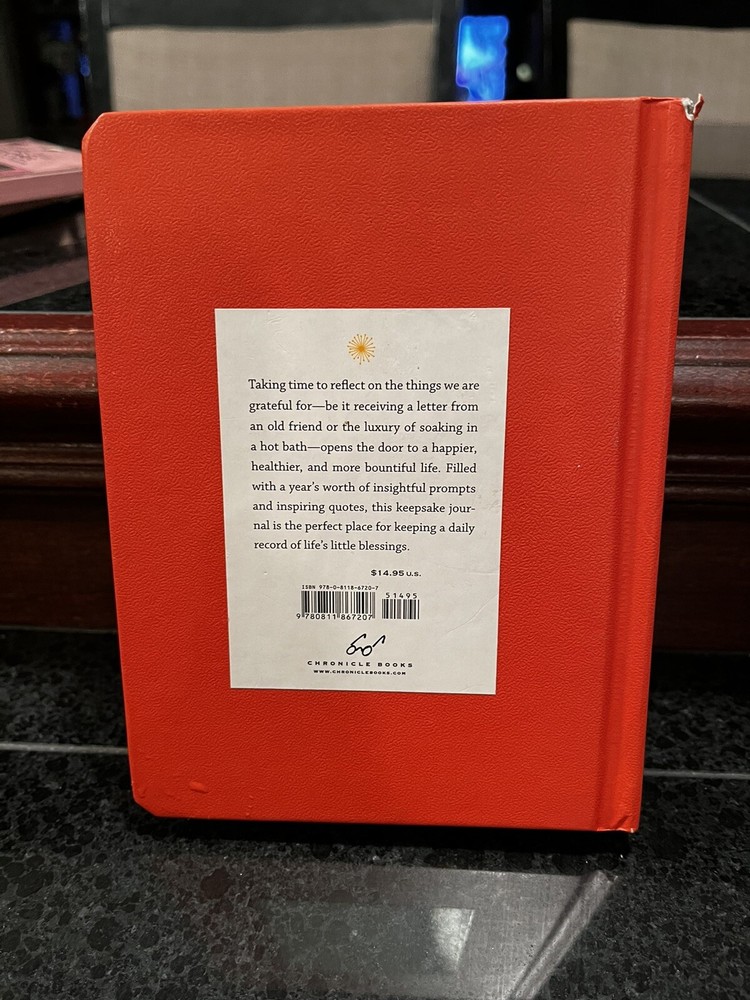 Taking time to reflect on the things we are
grateful for—be it receiving a letter from
an old friend or the luxury of soaking in
a hot bath—opens the door to a happier,
healthier, and more bountiful life. Filled
with a year's worth of insightful prompts
and inspiring quotes, this keepsake jour-
nal is the perfect place for keeping a daily
record of life's little blessings.
$14.95 U.S.
ISBN 978-0-8118-6720-7
51495
9 780811 867207
CHRONICLE BOOKS
WWW.CHRONICLEBOOKS.COM